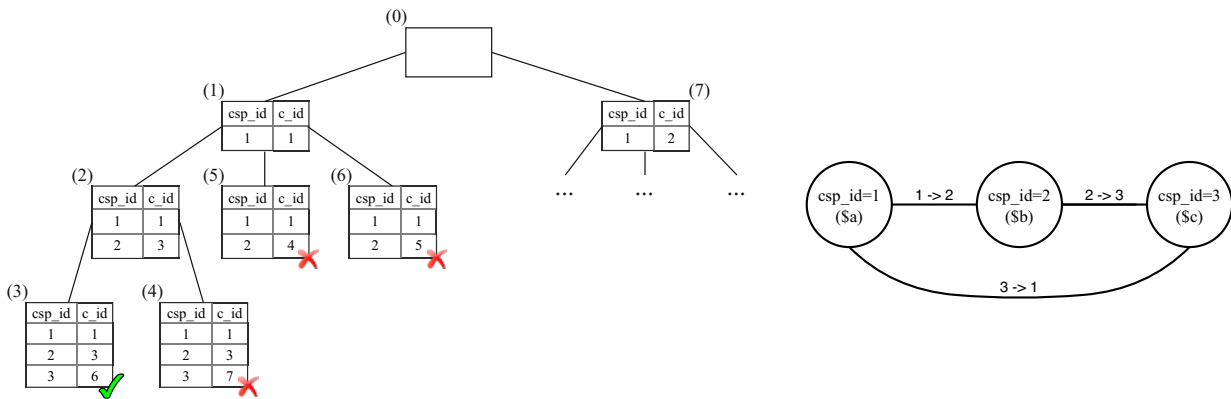 (0)
(1)
csp_id c_id
1 1
(7)
csp_id c_id
1 2
(2)
csp_id c_id
1 1
2 3
(5)
csp_id c_id
1 1
2 4
(6)
csp_id c_id
1 1
2 5
... ... ...
(3)
csp_id c_id
1 1
2 3
3 6
(4)
csp_id c_id
1 1
2 3
3 7
csp_id=1
($a)
1 -> 2
csp_id=2
($b)
2 -> 3
csp_id=3
($c)
3 -> 1